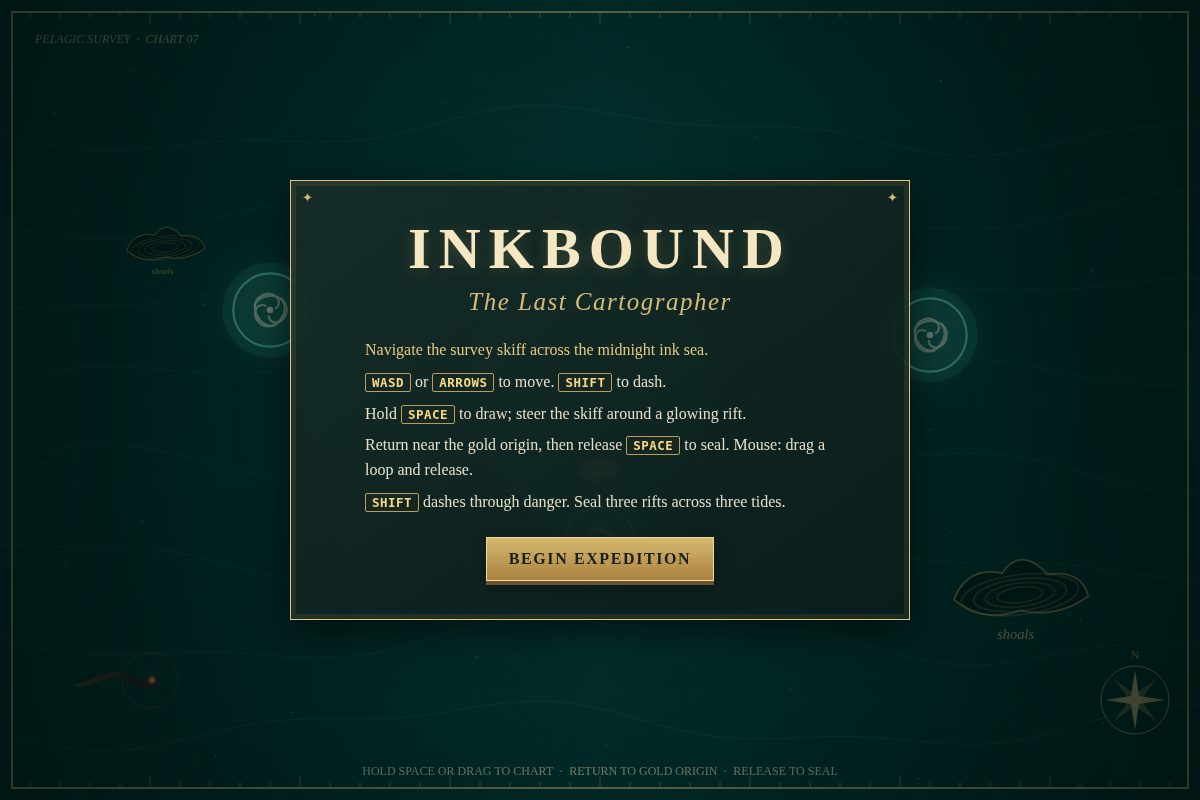 PELAGIC SURVEY · CHART 07
INKBOUND
The Last Cartographer
shoals
Navigate the survey skiff across the midnight ink sea.
WASD or ARROWS to move. SHIFT to dash.
Hold SPACE to draw; steer the skiff around a glowing rift.
Return near the gold origin, then release SPACE to seal. Mouse: drag a
loop and release.
SHIFT dashes through danger. Seal three rifts across three tides.
BEGIN EXPEDITION
shoals
N
HOLD SPACE OR DRAG TO CHART · RETURN TO GOLD ORIGIN · RELEASE TO SEAL